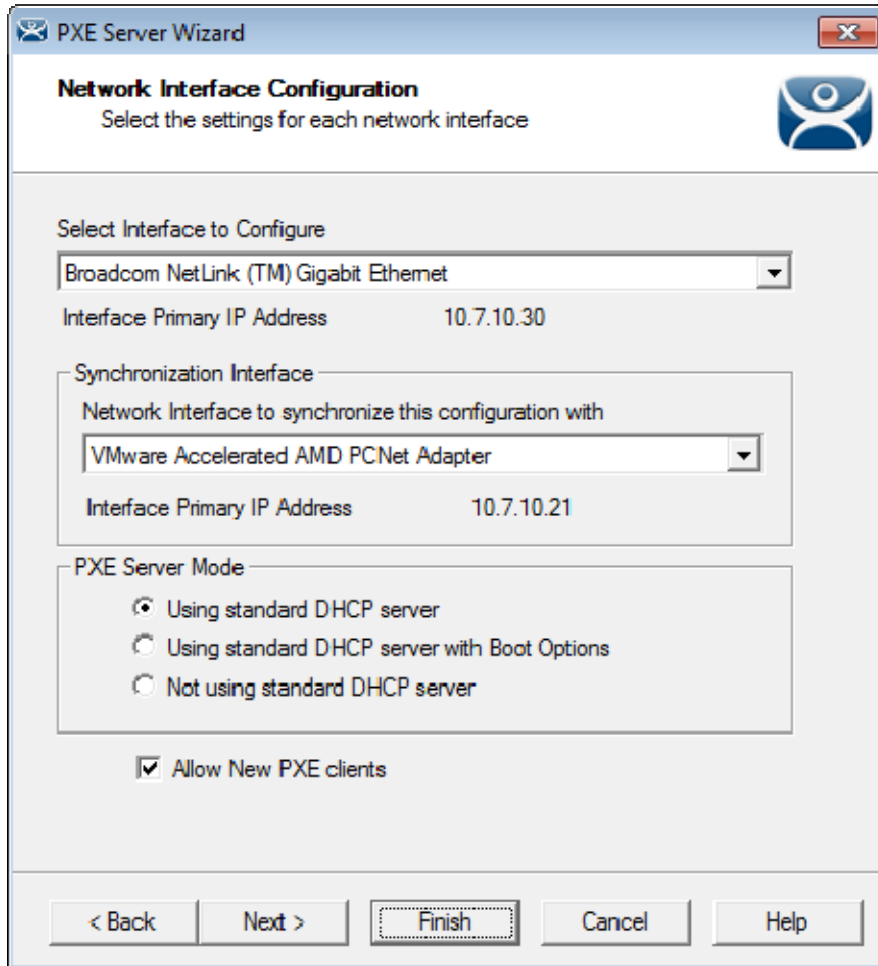 PXE Server Wizard
Network Interface Configuration
Select the settings for each network interface
Select Interface to Configure
Broadcom NetLink (TM) Gigabit Ethernet
Interface Primary IP Address 10.7.10.30
Synchronization Interface
Network Interface to synchronize this configuration with
VMware Accelerated AMD PCNet Adapter
Interface Primary IP Address 10.7.10.21
PXE Server Mode
Using standard DHCP server
Using standard DHCP server with Boot Options
Not using standard DHCP server
Allow New PXE clients
< Back Next > Finish Cancel Help